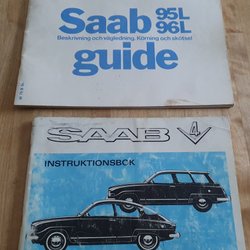 Saab 95L
96L
Beskrivning och vägledning. Körning och skötsel
guide
SAAB V4
INSTRUKTIONSBOK